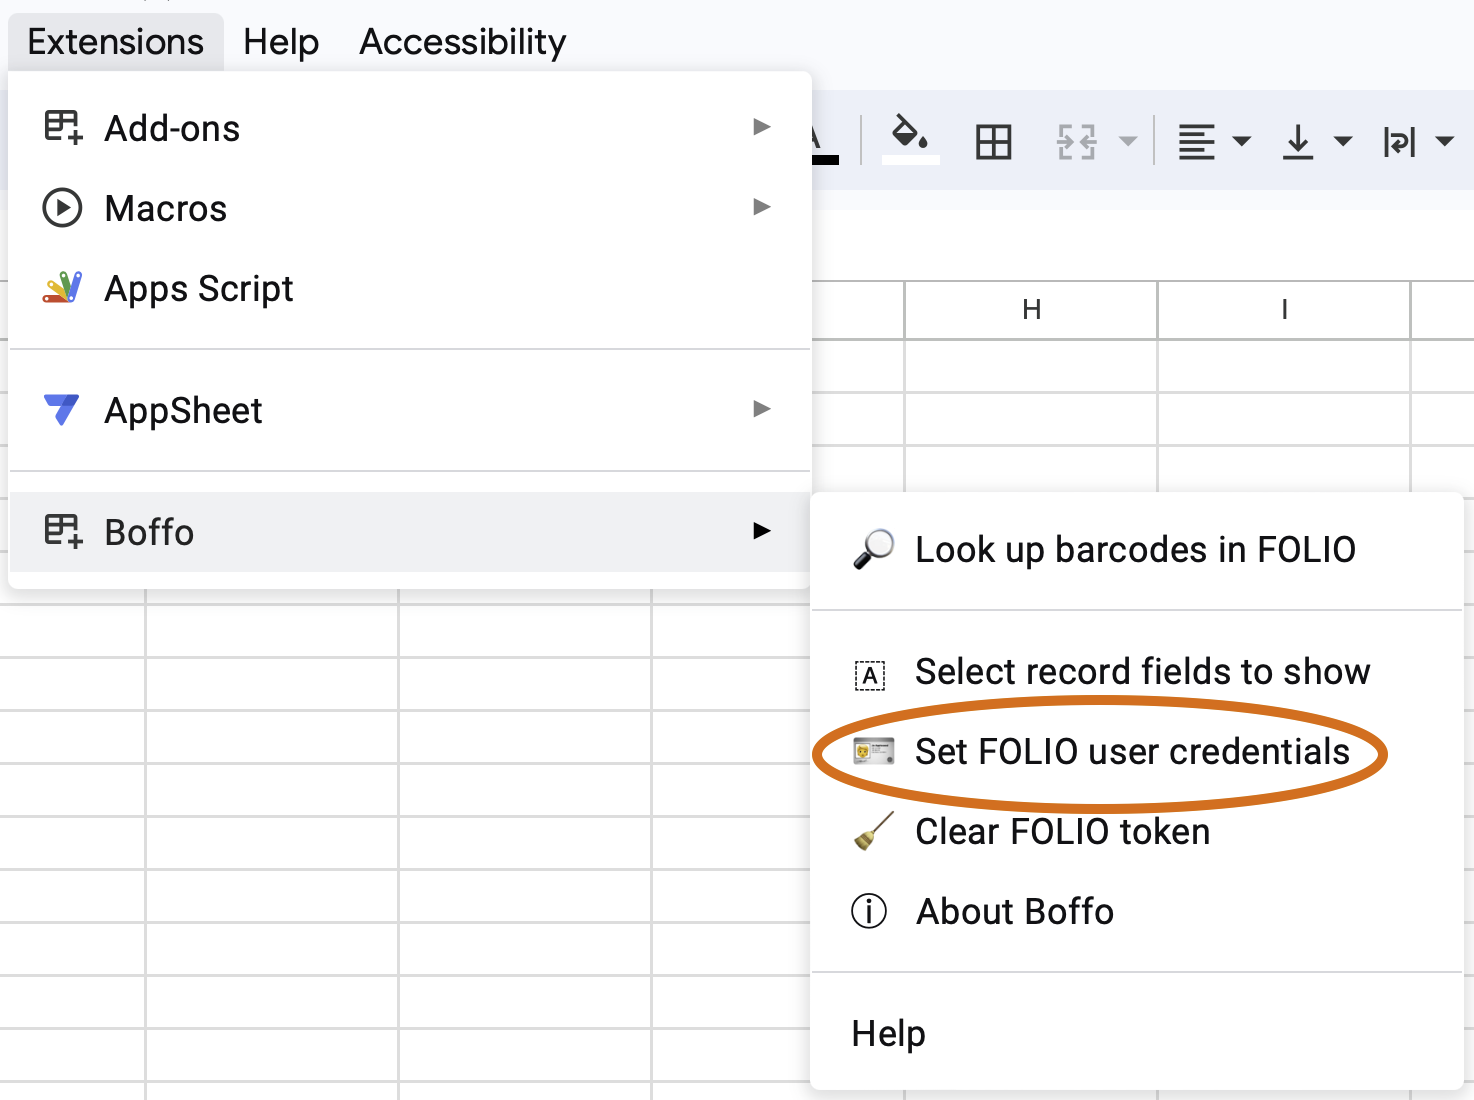 Extensions Help Accessibility
Add-ons
Macros
Apps Script
H I
AppSheet
Boffo
Look up barcodes in FOLIO
Select record fields to show
Set FOLIO user credentials
Clear FOLIO token
About Boffo
Help